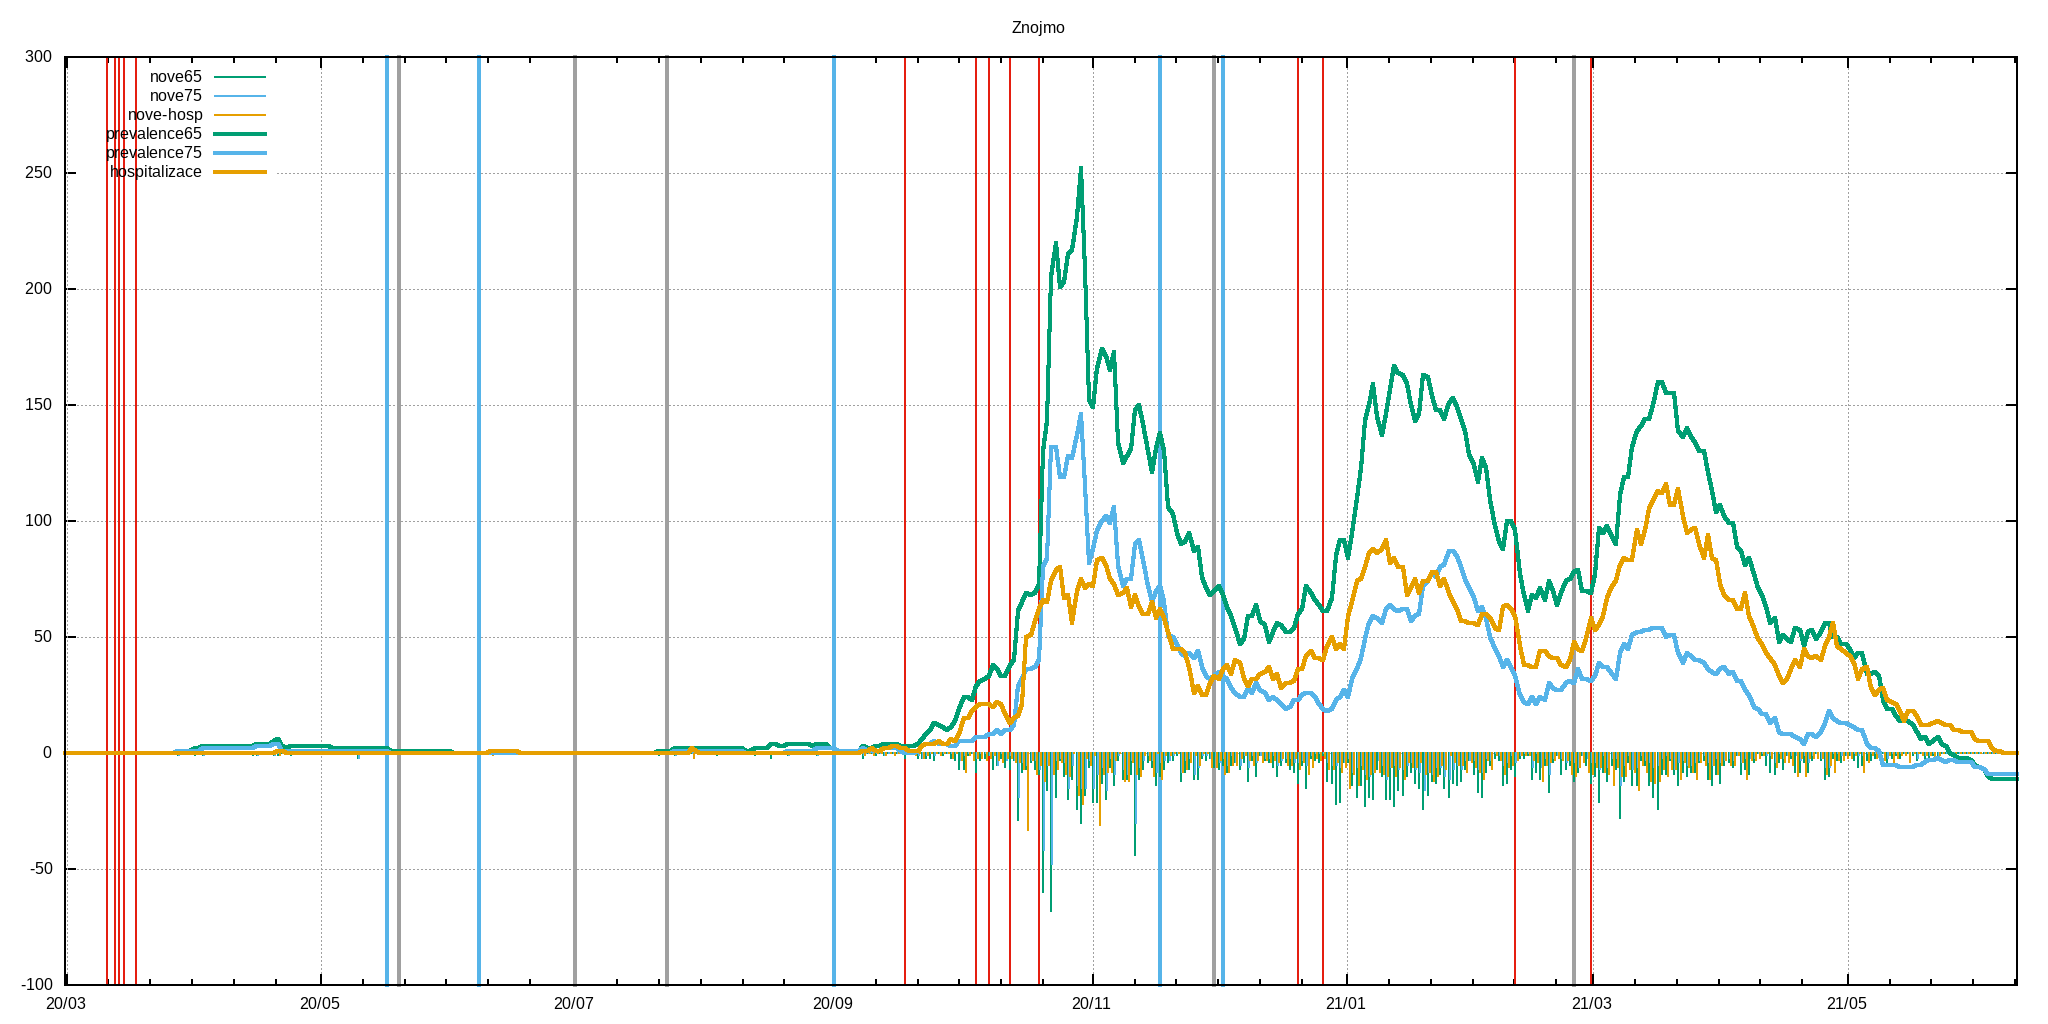 Znojmo
300
nove65
nove75
nove-hosp
prevalence65
prevalence75
hospitalizace
250
200
150
100
50
0
-50
-100
20/03 20/05 20/07 20/09 20/11 21/01 21/03 21/05